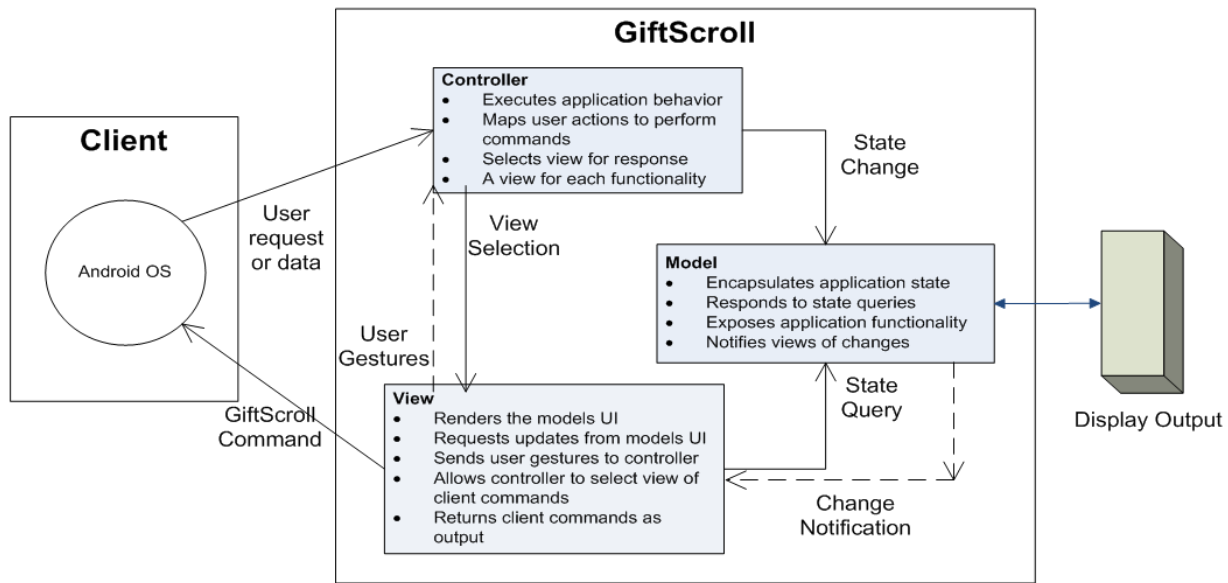 GiftScroll
Client
Android OS
Controller
• Executes application behavior
• Maps user actions to perform
commands
• Selects view for response
• A view for each functionality
User
request
or data
View
Selection
State
Change
Model
• Encapsulates application state
• Responds to state queries
• Exposes application functionality
• Notifies views of changes
User
Gestures
GiftScroll
Command
View
• Renders the models UI
• Requests updates from models UI
• Sends user gestures to controller
• Allows controller to select view of
client commands
• Returns client commands as
output
State
Query
Change
Notification
Display Output